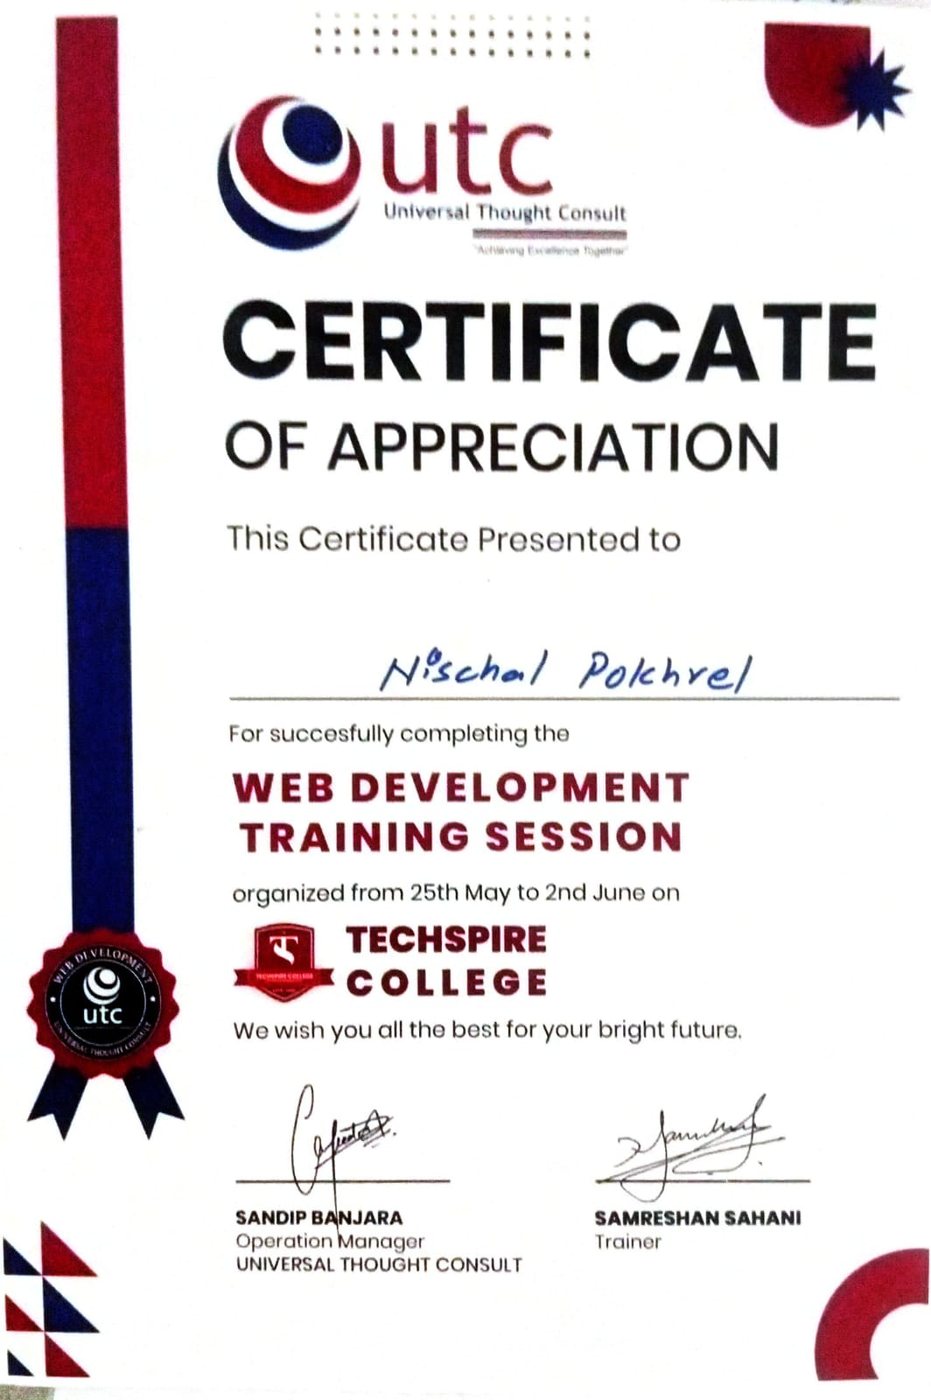 utc
Universal Thought Consult
"Achieving Excellence Together"
CERTIFICATE
OF APPRECIATION
This Certificate Presented to
Nischal Pokhrel
For succesfully completing the
WEB DEVELOPMENT
TRAINING SESSION
organized from 25th May to 2nd June on
TECHSPIRE COLLEGE
TECHSPIRE
COLLEGE
We wish you all the best for your bright future.
WEB DEVELOPMENT
utc
UNIVERSAL THOUGHT CONSULT
SANDIP BANJARA
Operation Manager
UNIVERSAL THOUGHT CONSULT
SAMRESHAN SAHANI
Trainer